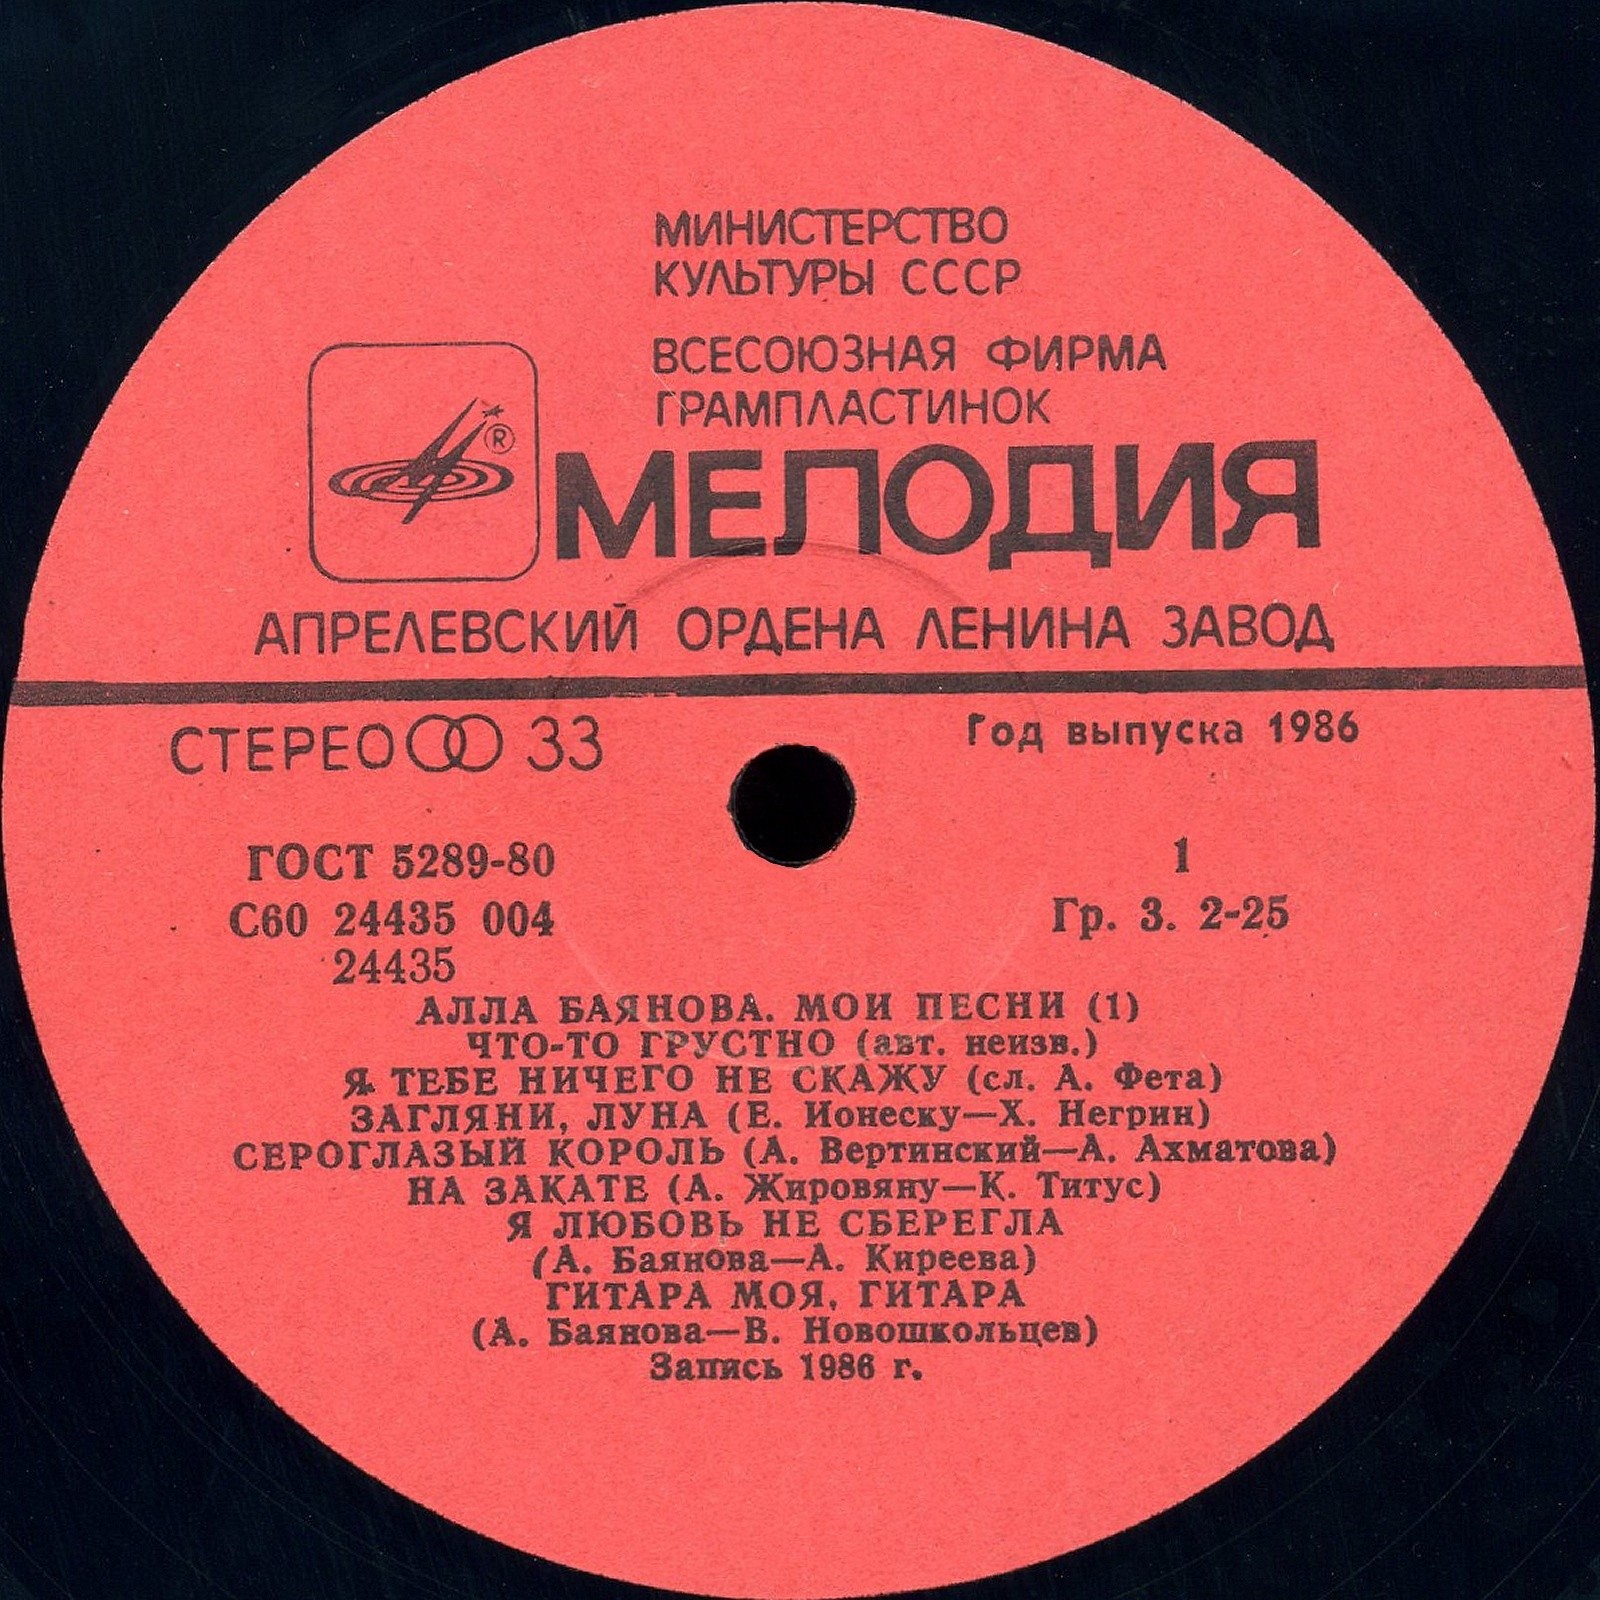 МИНИСТЕРСТВО
КУЛЬТУРЫ СССР
ВСЕСОЮЗНАЯ ФИРМА
ГРАМПЛАСТИНОК
®
МЕЛОДИЯ
АПРЕЛЕВСКИЙ ОРДЕНА ЛЕНИНА ЗАВОД
СТЕРЕО 33
Год выпуска 1986
ГОСТ 5289-80
1
С60 24435 004
Гр. 3. 2-25
24435
АЛЛА БАЯНОВА. МОИ ПЕСНИ (1)
ЧТО-ТО ГРУСТНО (авт. неизв.)
Я ТЕБЕ НИЧЕГО НЕ СКАЖУ (сл. А. Фета)
ЗАГЛЯНИ, ЛУНА (Е. Ионеску—Х. Негрин)
СЕРОГЛАЗЫЙ КОРОЛЬ (А. Вертинский—А. Ахматова)
НА ЗАКАТЕ (А. Жировяну—К. Титус)
Я ЛЮБОВЬ НЕ СБЕРЕГЛА
(А. Баянова—А. Киреева)
ГИТАРА МОЯ, ГИТАРА
(А. Баянова—В. Новошкольцев)
Запись 1986 г.